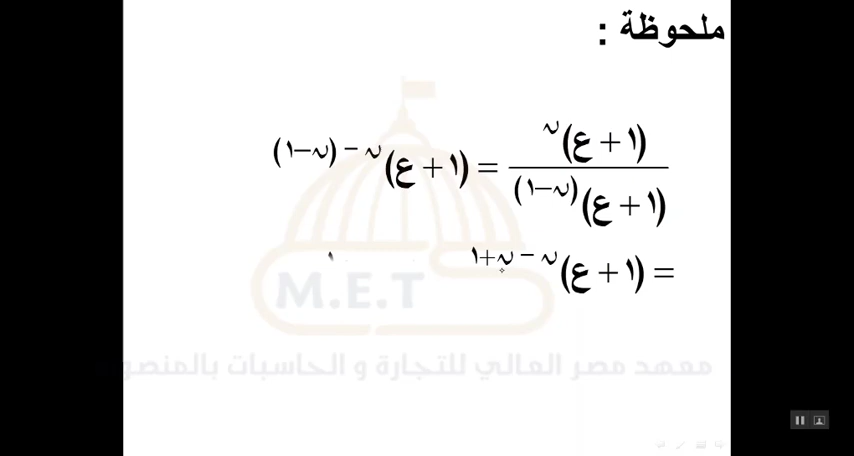 ملحوظة :
(١ + ع)ن / (١ + ع)(ن−١) = (١ + ع)ن − (ن−١)
= (١ + ع)ن − ن+١
M.E.T
معهد مصر العالي للتجارة و الحاسبات بالمنصورة